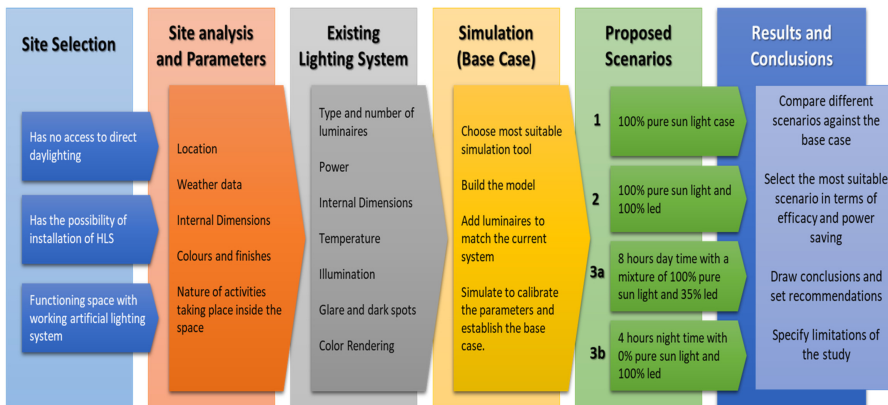 Site Selection
Has no access to direct
daylighting
Has the possibility of
installation of HLS
Functioning space with
working artificial lighting
system
Site analysis
and Parameters
Location
Weather data
Internal Dimensions
Colours and finishes
Nature of activities
taking place inside the
space
Existing
Lighting System
Type and number of
luminaires
Power
Internal Dimensions
Temperature
Illumination
Glare and dark spots
Color Rendering
Simulation
(Base Case)
Choose most suitable
simulation tool
Build the model
Add luminaires to
match the current
system
Simulate to calibrate
the parameters and
establish the base
case.
Proposed
Scenarios
1
100% pure sun light case
2
100% pure sun light and
100% led
3a
8 hours day time with a
mixture of 100% pure
sun light and 35% led
3b
4 hours night time with
0% pure sun light and
100% led
Results and
Conclusions
Compare different
scenarios against the
base case
Select the most suitable
scenario in terms of
efficacy and power
saving
Draw conclusions and
set recommendations
Specify limitations of
the study